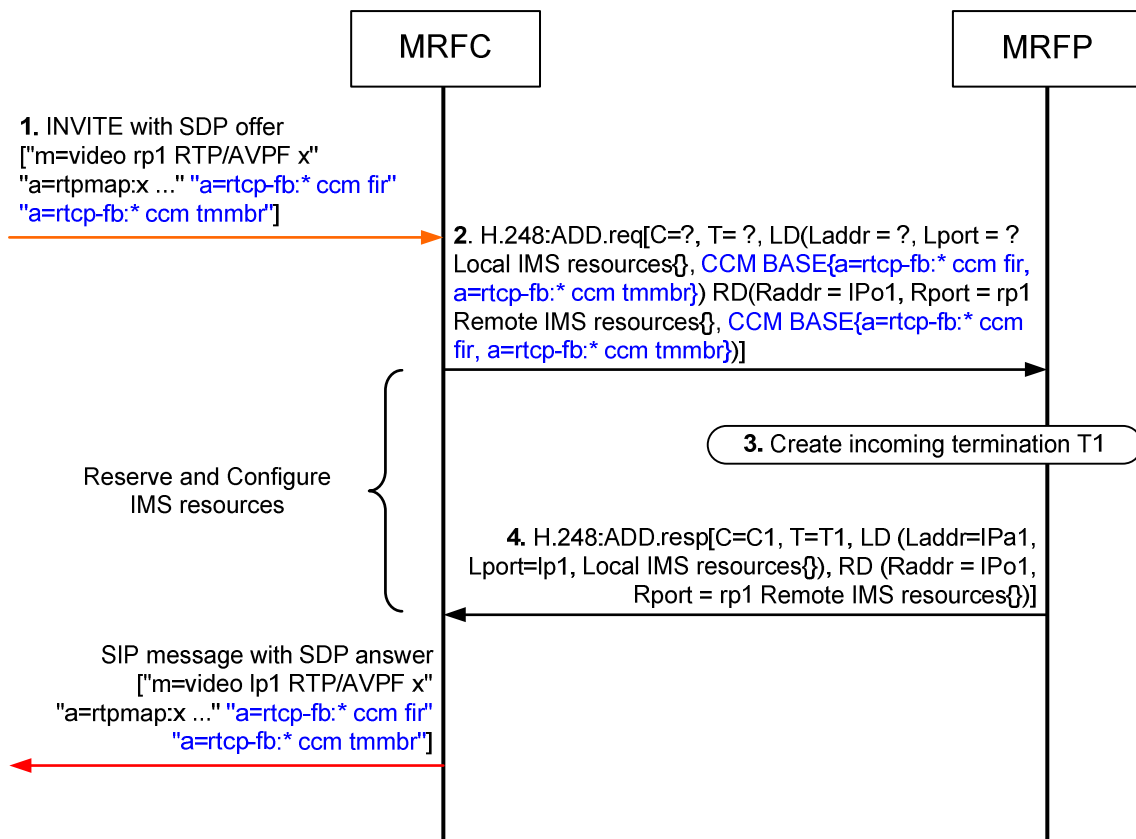 MRFC
MRFP
1. INVITE with SDP offer
["m=video rp1 RTP/AVPF x"
"a=rtpmap:x ..." "a=rtcp-fb:* ccm fir"
"a=rtcp-fb:* ccm tmmbr"]
2. H.248:ADD.req[C=?, T= ?, LD(Laddr = ?, Lport = ?
Local IMS resources{}, CCM BASE{a=rtcp-fb:* ccm fir,
a=rtcp-fb:* ccm tmmbr}) RD(Raddr = IPo1, Rport = rp1
Remote IMS resources{}, CCM BASE{a=rtcp-fb:* ccm
fir, a=rtcp-fb:* ccm tmmbr})]
3. Create incoming termination T1
Reserve and Configure
IMS resources
4. H.248:ADD.resp[C=C1, T=T1, LD (Laddr=IPa1,
Lport=lp1, Local IMS resources{}), RD (Raddr = IPo1,
Rport = rp1 Remote IMS resources{})]
SIP message with SDP answer
["m=video lp1 RTP/AVPF x"
"a=rtpmap:x ..." "a=rtcp-fb:* ccm fir"
"a=rtcp-fb:* ccm tmmbr"]